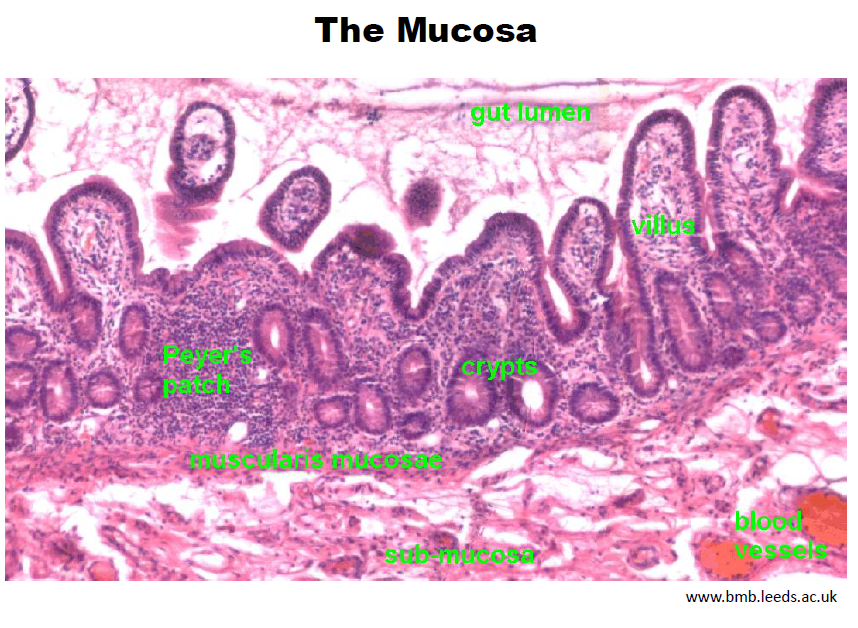 The Mucosa
gut lumen
villus
Peyer's
patch
crypts
muscularis mucosae
blood
vessels
sub-mucosa
www.bmb.leeds.ac.uk